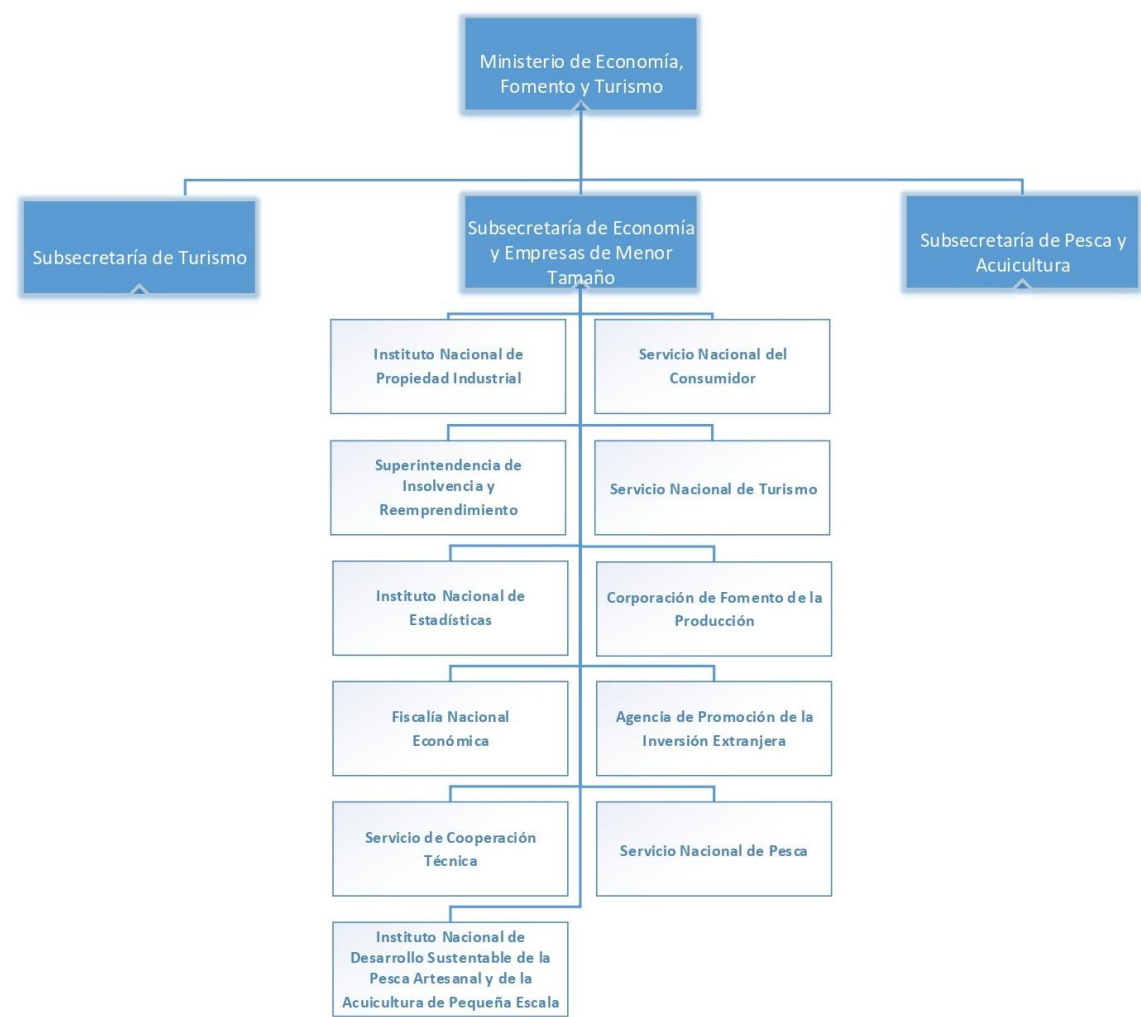 Ministerio de Economía,
Fomento y Turismo
Subsecretaría de Turismo
Subsecretaría de Economía
y Empresas de Menor
Tamaño
Subsecretaría de Pesca y
Acuicultura
Instituto Nacional de
Propiedad Industrial
Servicio Nacional del
Consumidor
Superintendencia de
Insolvencia y
Reemprendimiento
Servicio Nacional de Turismo
Instituto Nacional de
Estadísticas
Corporación de Fomento de la
Producción
Fiscalía Nacional
Económica
Agencia de Promoción de la
Inversión Extranjera
Servicio de Cooperación
Técnica
Servicio Nacional de Pesca
Instituto Nacional de
Desarrollo Sustentable de la
Pesca Artesanal y de la
Acuicultura de Pequeña Escala